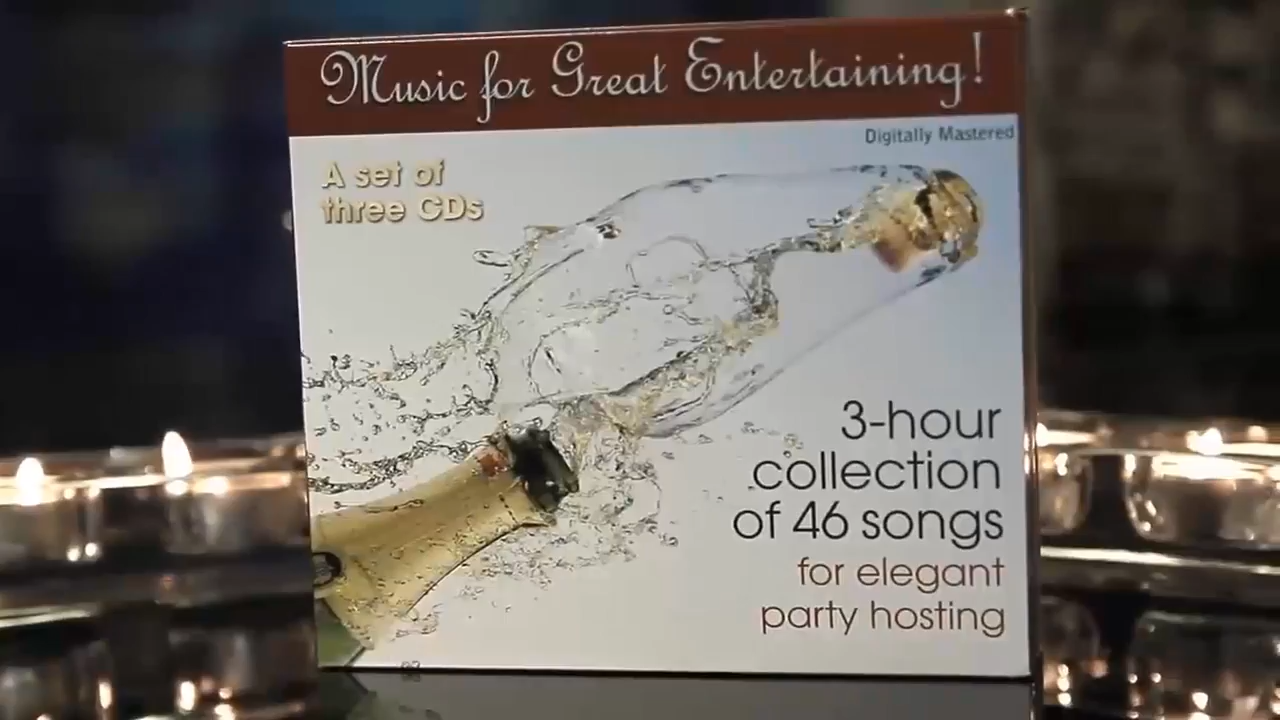 Music for Great Entertaining!
Digitally Mastered
A set of
three CDs
3-hour
collection
of 46 songs
for elegant
party hosting